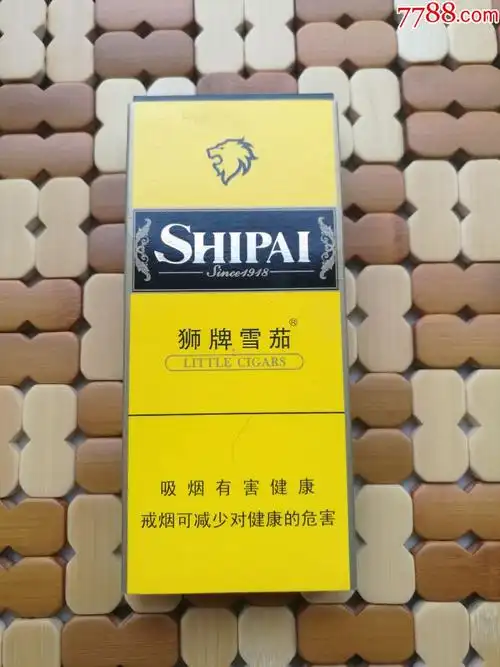 7788.com
SHIPAI
Since1918
狮牌雪茄®
LITTLE CIGARS
吸烟有害健康
戒烟可减少对健康的危害